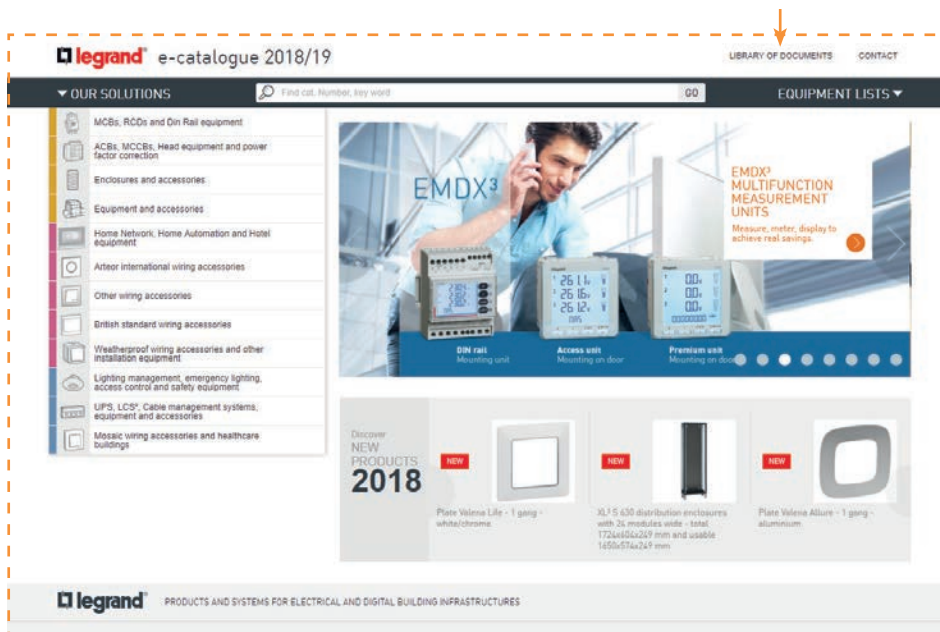 legrand® e-catalogue 2018/19
LIBRARY OF DOCUMENTS CONTACT
OUR SOLUTIONS
Find cat. Number, key word
GO
EQUIPMENT LISTS
MCBs, RCDs and Din Rail equipment
ACBs, MCCBs, Head equipment and power
factor correction
Enclosures and accessories
Equipment and accessories
Home Network, Home Automation and Hotel
equipment
Arteor international wiring accessories
Other wiring accessories
British standard wiring accessories
Weatherproof wiring accessories and other
installation equipment
Lighting management, emergency lighting,
access control and safety equipment
UPS, LCS³, Cable management systems,
equipment and accessories
Mosaic wiring accessories and healthcare
buildings
EMDX³
EMDX³
MULTIFUNCTION
MEASUREMENT
UNITS
Measure, meter, display to
achieve real savings.
DIN rail
Mounting unit
Access unit
Mounting on door
Premium unit
Mounting on door
Discover
NEW
PRODUCTS
2018
NEW
Plate Valena Life - 1 gang -
white/chrome
NEW
XL³ S 630 distribution enclosures
with 24 modules wide - total
1724x604x249 mm and usable
1650x574x249 mm
NEW
Plate Valena Allure - 1 gang -
aluminium
legrand® PRODUCTS AND SYSTEMS FOR ELECTRICAL AND DIGITAL BUILDING INFRASTRUCTURES